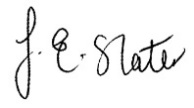 J. E. Slater